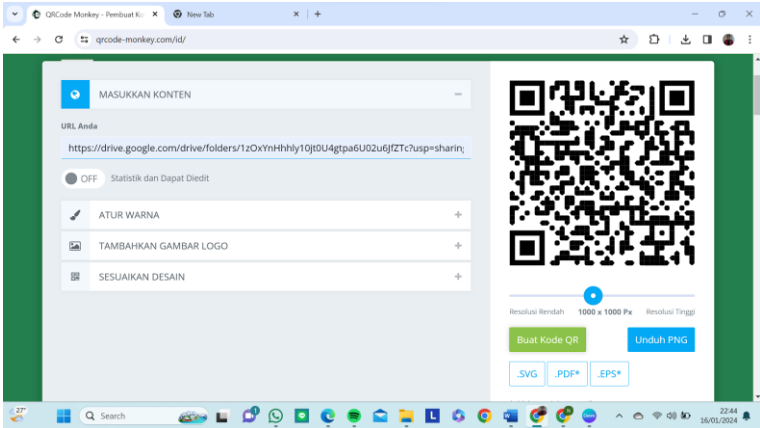 QRCode Monkey - Pembuat Ko
New Tab
qrcode-monkey.com/id/
MASUKKAN KONTEN
URL Anda
https://drive.google.com/drive/folders/1zOxYnHhhly10jt0U4gtpa6U02u6JfZTc?usp=sharing
OFF
Statistik dan Dapat Diedit
ATUR WARNA
TAMBAHKAN GAMBAR LOGO
SESUAIKAN DESAIN
Resolusi Rendah
1000 x 1000 Px
Resolusi Tinggi
Buat Kode QR
Unduh PNG
.SVG
.PDF*
.EPS*
27°
Search
22:44
16/01/2024